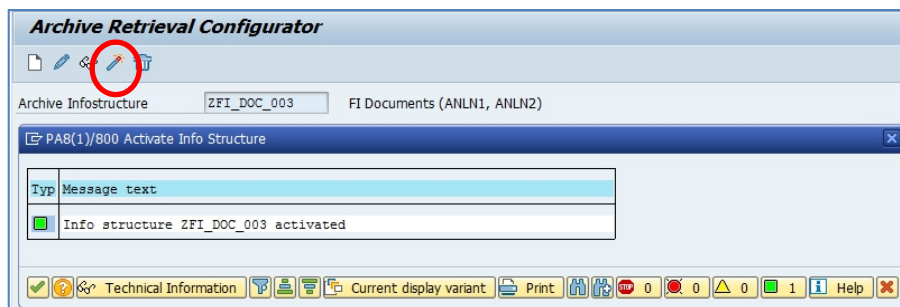 Archive Retrieval Configurator
Archive Infostructure ZFI_DOC_003 FI Documents (ANLN1, ANLN2)
PA8(1)/800 Activate Info Structure
Typ Message text
Info structure ZFI_DOC_003 activated
Technical Information Current display variant Print STOP 0 0 0 1 Help